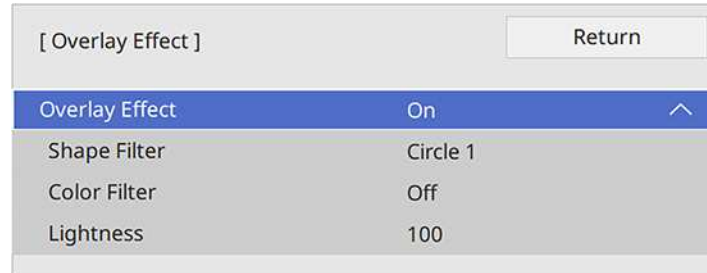 [ Overlay Effect ] Return
Overlay Effect On
Shape Filter Circle 1
Color Filter Off
Lightness 100